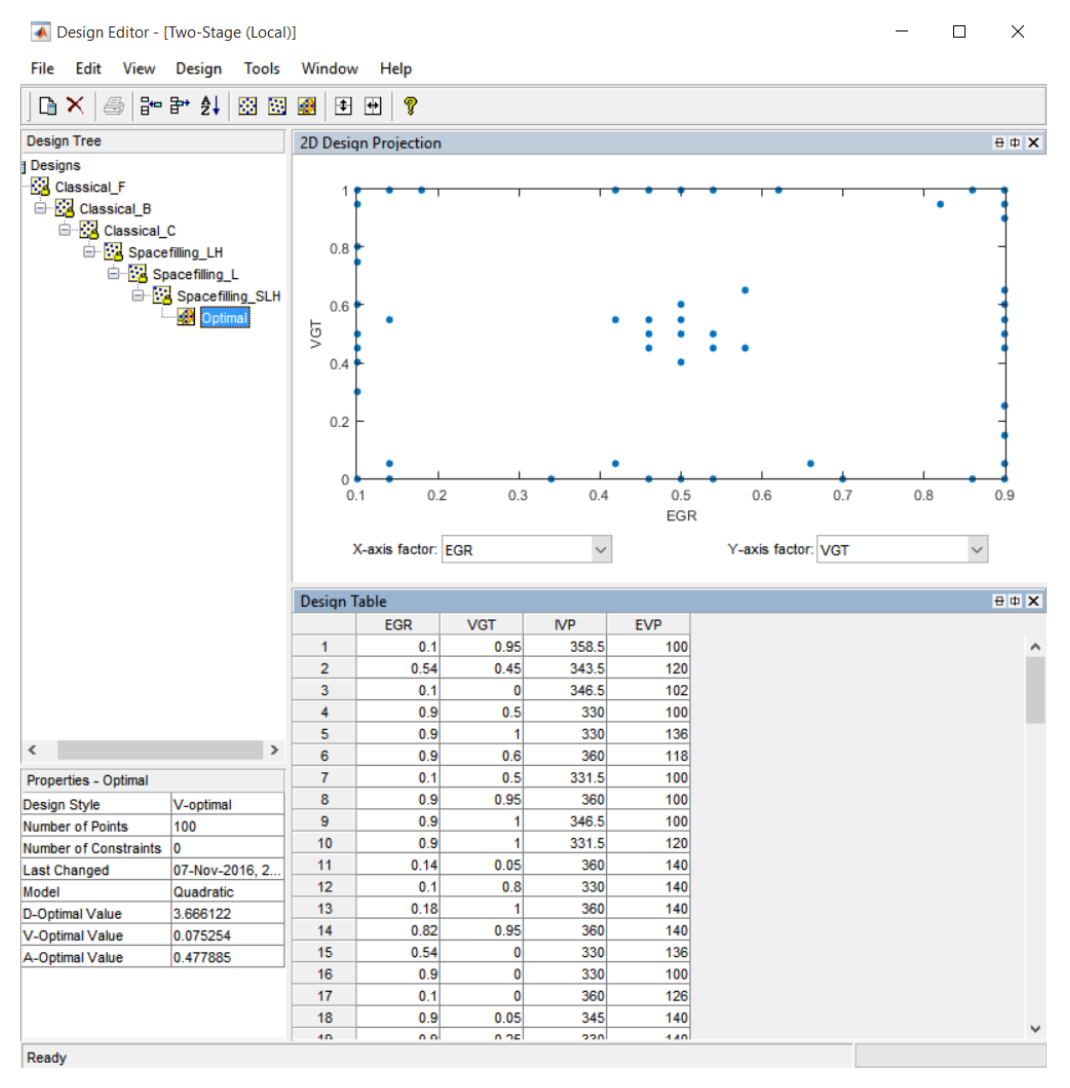 Design Editor - [Two-Stage (Local)]
File Edit View Design Tools Window Help
Design Tree
Designs
Classical_F
Classical_B
Classical_C
Spacefilling_LH
Spacefilling_L
Spacefilling_SLH
Optimal
2D Design Projection
1
0.8
0.6
0.4
0.2
0
VGT
0.1 0.2 0.3 0.4 0.5 0.6 0.7 0.8 0.9
EGR
X-axis factor: EGR Y-axis factor: VGT
Properties - Optimal
Design Style V-optimal
Number of Points 100
Number of Constraints 0
Last Changed 07-Nov-2016, 2...
Model Quadratic
D-Optimal Value 3.666122
V-Optimal Value 0.075254
A-Optimal Value 0.477885
Design Table
EGR VGT IVP EVP
1 0.1 0.95 358.5 100
2 0.54 0.45 343.5 120
3 0.1 0 346.5 102
4 0.9 0.5 330 100
5 0.9 1 330 136
6 0.9 0.6 360 118
7 0.1 0.5 331.5 100
8 0.9 0.95 360 100
9 0.9 1 346.5 100
10 0.9 1 331.5 120
11 0.14 0.05 360 140
12 0.1 0.8 330 140
13 0.18 1 360 140
14 0.82 0.95 360 140
15 0.54 0 330 136
16 0.9 0 330 100
17 0.1 0 360 126
18 0.9 0.05 345 140
19 0.9 0.25 330 140
Ready